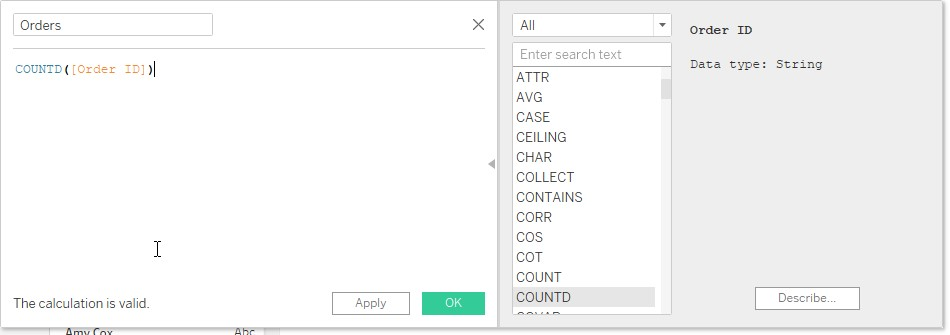 Orders
COUNTD([Order ID])
The calculation is valid.
Apply
OK
Amy Cox
Abc
All
Enter search text
ATTR
AVG
CASE
CEILING
CHAR
COLLECT
CONTAINS
CORR
COS
COT
COUNT
COUNTD
COVAR
Order ID
Data type: String
Describe...